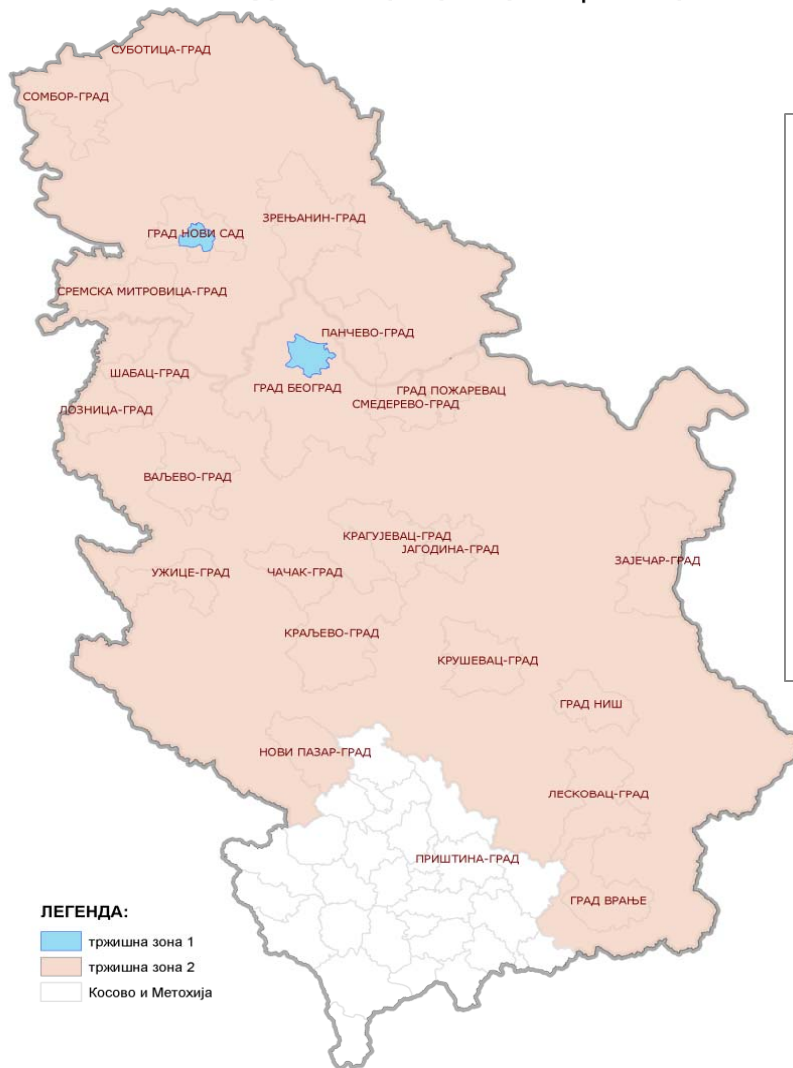 СУБОТИЦА-ГРАД
СОМБОР-ГРАД
ЗРЕЊАНИН-ГРАД
ГРАД НОВИ САД
СРЕМСКА МИТРОВИЦА-ГРАД
ПАНЧЕВО-ГРАД
ШАБАЦ-ГРАД
ГРАД БЕОГРАД
ГРАД ПОЖАРЕВАЦ
СМЕДЕРЕВО-ГРАД
ЛОЗНИЦА-ГРАД
ВАЉЕВО-ГРАД
КРАГУЈЕВАЦ-ГРАД
ЈАГОДИНА-ГРАД
ЗАЈЕЧАР-ГРАД
УЖИЦЕ-ГРАД
ЧАЧАК-ГРАД
КРАЉЕВО-ГРАД
КРУШЕВАЦ-ГРАД
ГРАД НИШ
НОВИ ПАЗАР-ГРАД
ЛЕСКОВАЦ-ГРАД
ПРИШТИНА-ГРАД
ГРАД ВРАЊЕ
ЛЕГЕНДА:
тржишна зона 1
тржишна зона 2
Косово и Метохија